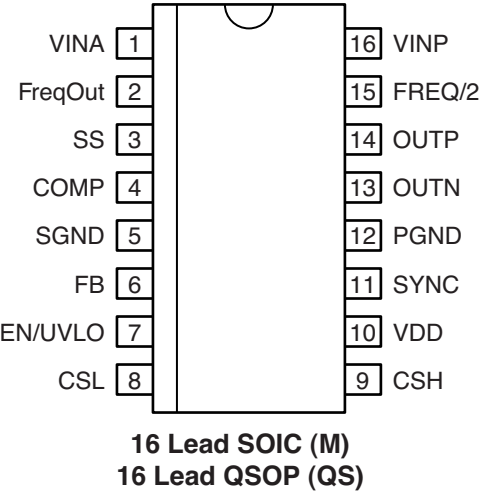 VINA 1 16 VINP
FreqOut 2 15 FREQ/2
SS 3 14 OUTP
COMP 4 13 OUTN
SGND 5 12 PGND
FB 6 11 SYNC
EN/UVLO 7 10 VDD
CSL 8 9 CSH
16 Lead SOIC (M)
16 Lead QSOP (QS)